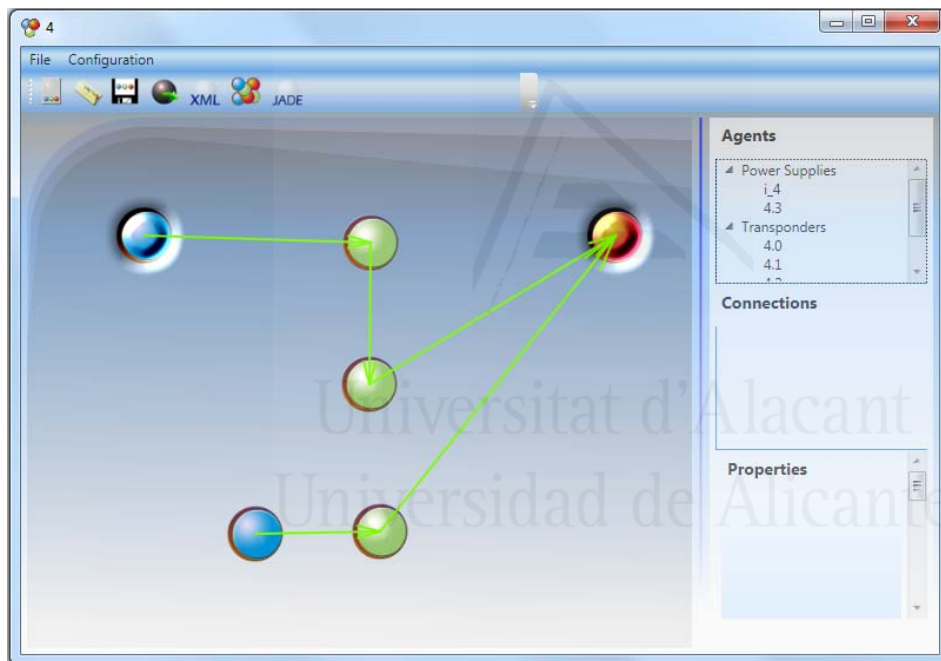 4
File Configuration
XML JADE
Agents
Power Supplies
i_4
4.3
Transponders
4.0
4.1
Connections
Properties
Universitat d'Alacant
Universidad de Alicante